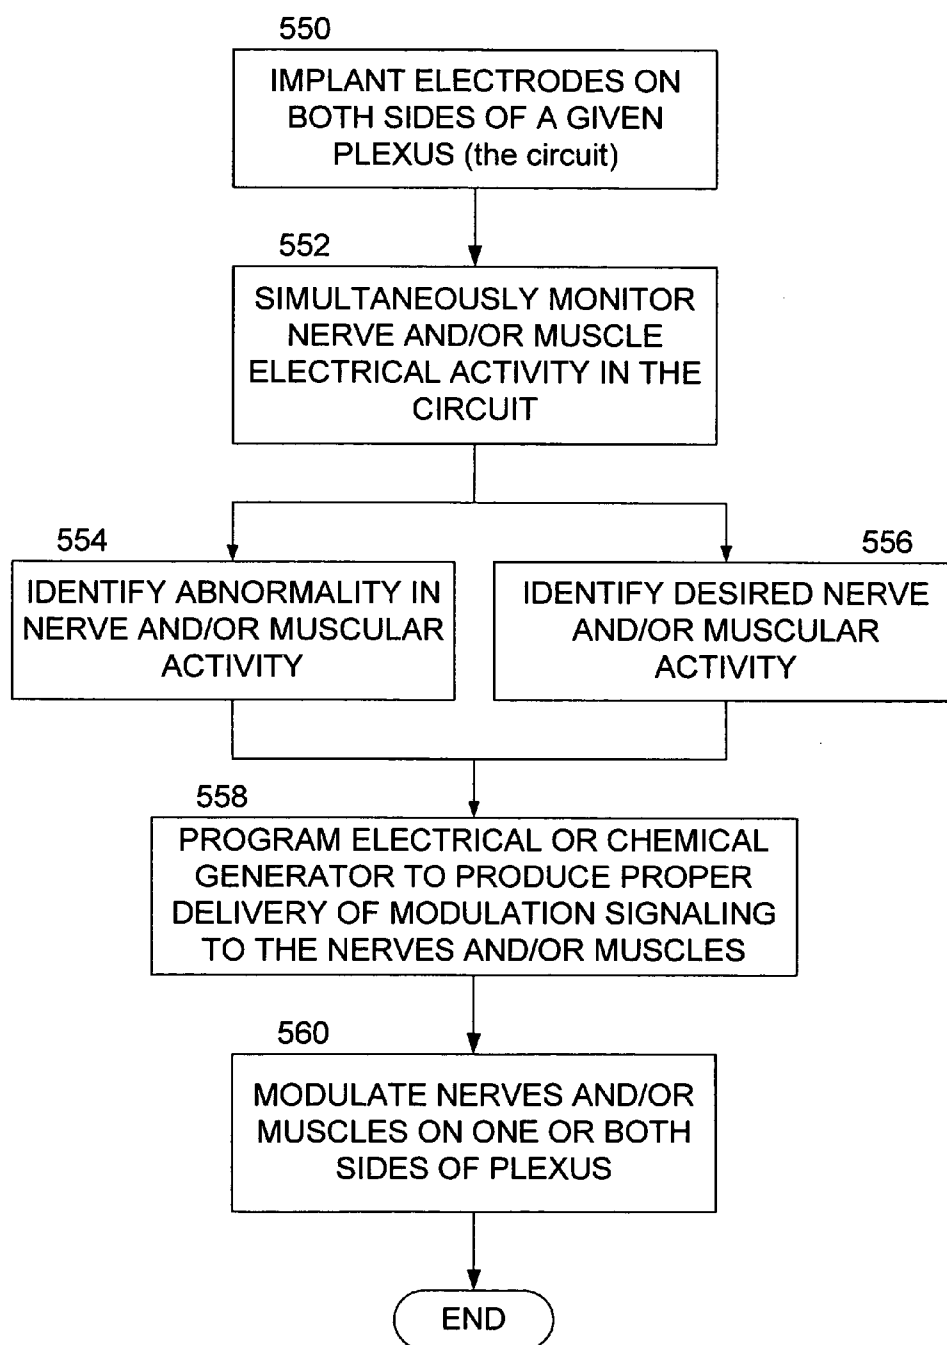 550
IMPLANT ELECTRODES ON
BOTH SIDES OF A GIVEN
PLEXUS (the circuit)
552
SIMULTANEOUSLY MONITOR
NERVE AND/OR MUSCLE
ELECTRICAL ACTIVITY IN THE
CIRCUIT
554
IDENTIFY ABNORMALITY IN
NERVE AND/OR MUSCULAR
ACTIVITY
556
IDENTIFY DESIRED NERVE
AND/OR MUSCULAR
ACTIVITY
558
PROGRAM ELECTRICAL OR CHEMICAL
GENERATOR TO PRODUCE PROPER
DELIVERY OF MODULATION SIGNALING
TO THE NERVES AND/OR MUSCLES
560
MODULATE NERVES AND/OR
MUSCLES ON ONE OR BOTH
SIDES OF PLEXUS
END